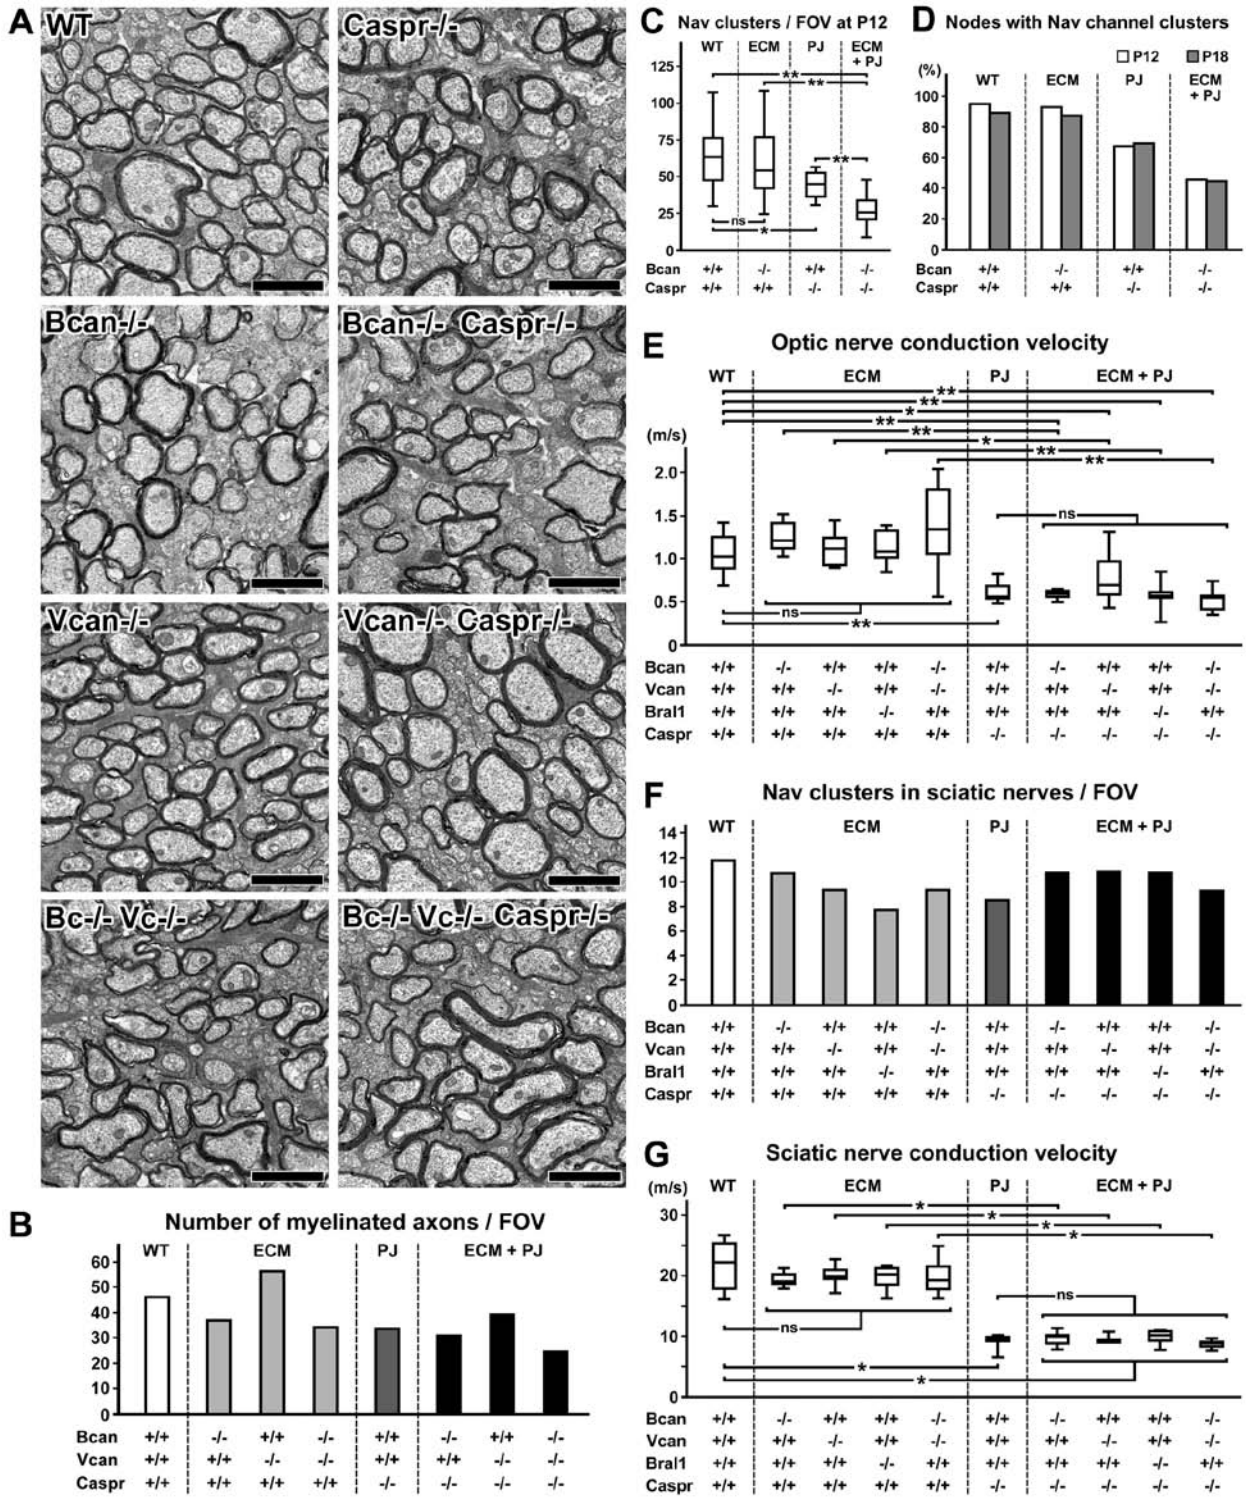 A
WT
Caspr-/-
Bcan-/-
Bcan-/- Caspr-/-
Vcan-/-
Vcan-/- Caspr-/-
Bc-/- Vc-/-
Bc-/- Vc-/- Caspr-/-
B
Number of myelinated axons / FOV
WT ECM PJ ECM + PJ
60
50
40
30
20
10
0
Bcan +/+ -/- +/+ -/- +/+ -/- +/+ -/-
Vcan +/+ +/+ -/- -/- +/+ +/+ -/- -/-
Caspr +/+ +/+ +/+ +/+ -/- -/- -/- -/-
C
Nav clusters / FOV at P12
WT ECM PJ ECM
+ PJ
125
100
75
50
25
0
**
**
**
ns
*
Bcan +/+ -/- +/+ -/-
Caspr +/+ +/+ -/- -/-
D
Nodes with Nav channel clusters
P12 P18
(%)
WT ECM PJ ECM
+ PJ
100
80
60
40
20
0
Bcan +/+ -/- +/+ -/-
Caspr +/+ +/+ -/- -/-
E
Optic nerve conduction velocity
WT ECM PJ ECM + PJ
**
**
*
**
**
*
**
**
(m/s)
2.0
1.5
1.0
0.5
0
ns
ns
**
Bcan +/+ -/- +/+ +/+ -/- +/+ -/- +/+ +/+ -/-
Vcan +/+ +/+ -/- +/+ -/- +/+ +/+ -/- +/+ -/-
Bral1 +/+ +/+ +/+ -/- +/+ +/+ +/+ +/+ -/- +/+
Caspr +/+ +/+ +/+ +/+ +/+ -/- -/- -/- -/- -/-
F
Nav clusters in sciatic nerves / FOV
WT ECM PJ ECM + PJ
14
12
10
8
6
4
2
0
Bcan +/+ -/- +/+ +/+ -/- +/+ -/- +/+ +/+ -/-
Vcan +/+ +/+ -/- +/+ -/- +/+ +/+ -/- +/+ -/-
Bral1 +/+ +/+ +/+ -/- +/+ +/+ +/+ +/+ -/- +/+
Caspr +/+ +/+ +/+ +/+ +/+ -/- -/- -/- -/- -/-
G
Sciatic nerve conduction velocity
(m/s)
WT ECM PJ ECM + PJ
30
20
10
0
*
*
*
*
ns
ns
*
*
Bcan +/+ -/- +/+ +/+ -/- +/+ -/- +/+ +/+ -/-
Vcan +/+ +/+ -/- +/+ -/- +/+ +/+ -/- +/+ -/-
Bral1 +/+ +/+ +/+ -/- +/+ +/+ +/+ +/+ -/- +/+
Caspr +/+ +/+ +/+ +/+ +/+ -/- -/- -/- -/- -/-